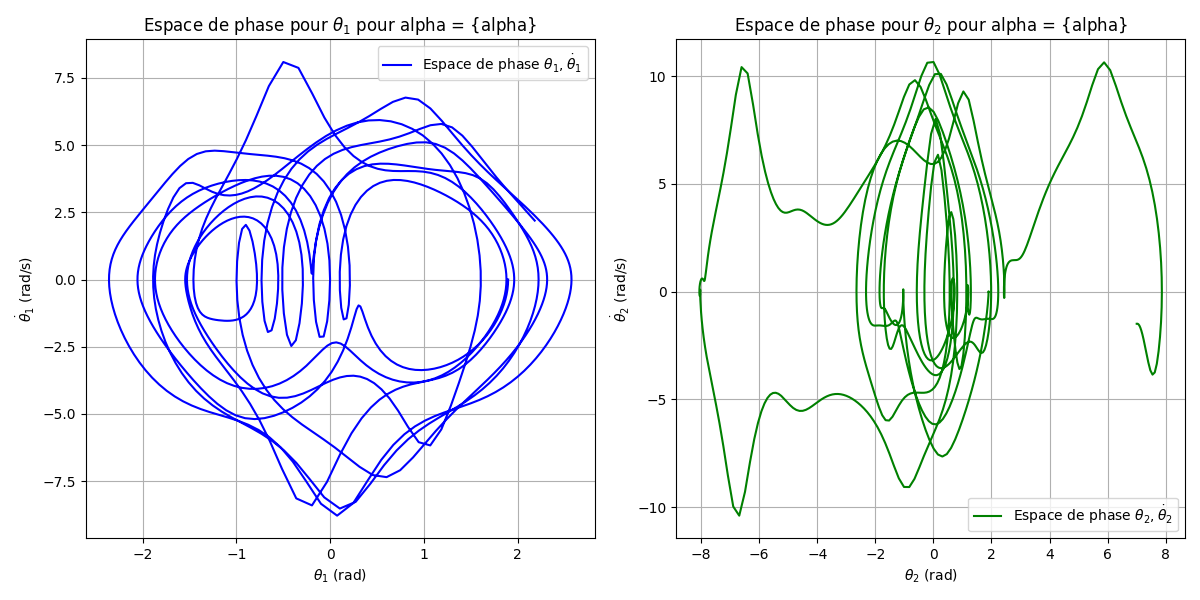 Espace de phase pour θ₁ pour alpha = {alpha}
Espace de phase θ₁, θ̇₁
7.5
5.0
2.5
0.0
−2.5
−5.0
−7.5
θ̇₁ (rad/s)
−2 −1 0 1 2
θ₁ (rad)
Espace de phase pour θ₂ pour alpha = {alpha}
10
5
0
−5
−10
θ̇₂ (rad/s)
Espace de phase θ₂, θ̇₂
−8 −6 −4 −2 0 2 4 6 8
θ₂ (rad)